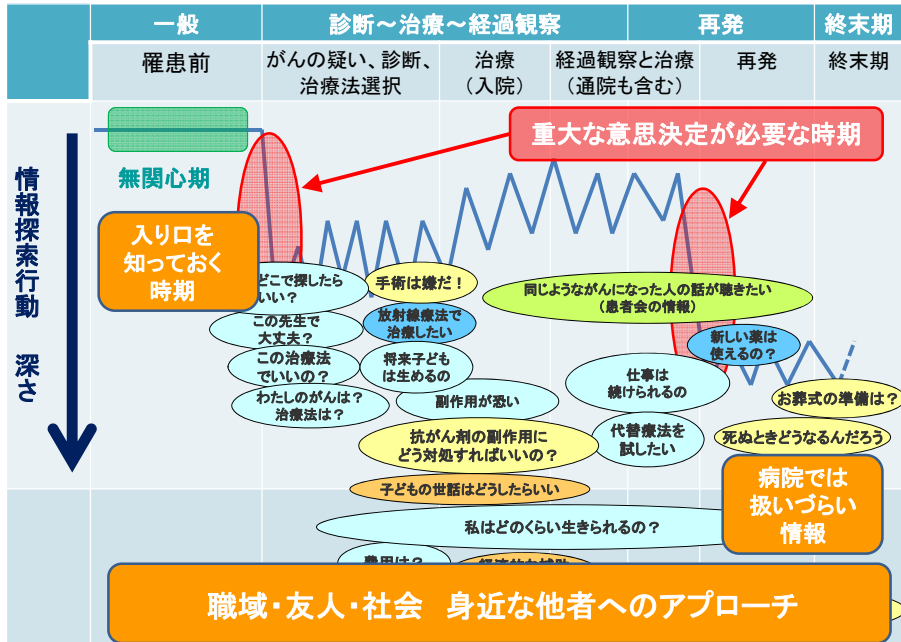 一般
診断～治療～経過観察
再発
終末期
罹患前
がんの疑い、診断、
治療法選択
治療
（入院）
経過観察と治療
（通院も含む）
再発
終末期
情報探索行動　深さ
無関心期
重大な意思決定が必要な時期
入り口を
知っておく
時期
どこで探したら
いい？
手術は嫌だ！
同じようながんになった人の話が聴きたい
（患者会の情報）
この先生で
大丈夫？
放射線療法で
治療したい
新しい薬は
使えるの？
この治療法
でいいの？
将来子ども
は生めるの
仕事は
続けられるの
わたしのがんは？
治療法は？
副作用が恐い
お葬式の準備は？
抗がん剤の副作用に
どう対処すればいいの？
代替療法を
試したい
死ぬときどうなるんだろう
子どもの世話はどうしたらいい
病院では
扱いづらい
情報
私はどのくらい生きられるの？
費用は？
職域・友人・社会　身近な他者へのアプローチ